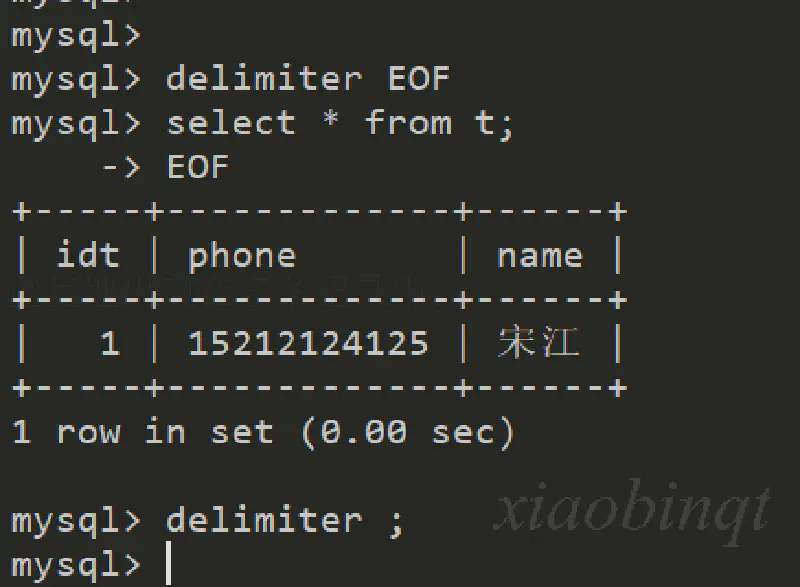 mysql>
mysql> delimiter EOF
mysql> select * from t;
    -> EOF
+-----+-------------+------+
| idt | phone       | name |
+-----+-------------+------+
|   1 | 15212124125 | 宋江 |
+-----+-------------+------+
1 row in set (0.00 sec)
mysql> delimiter ;
mysql>
xiaobinqt